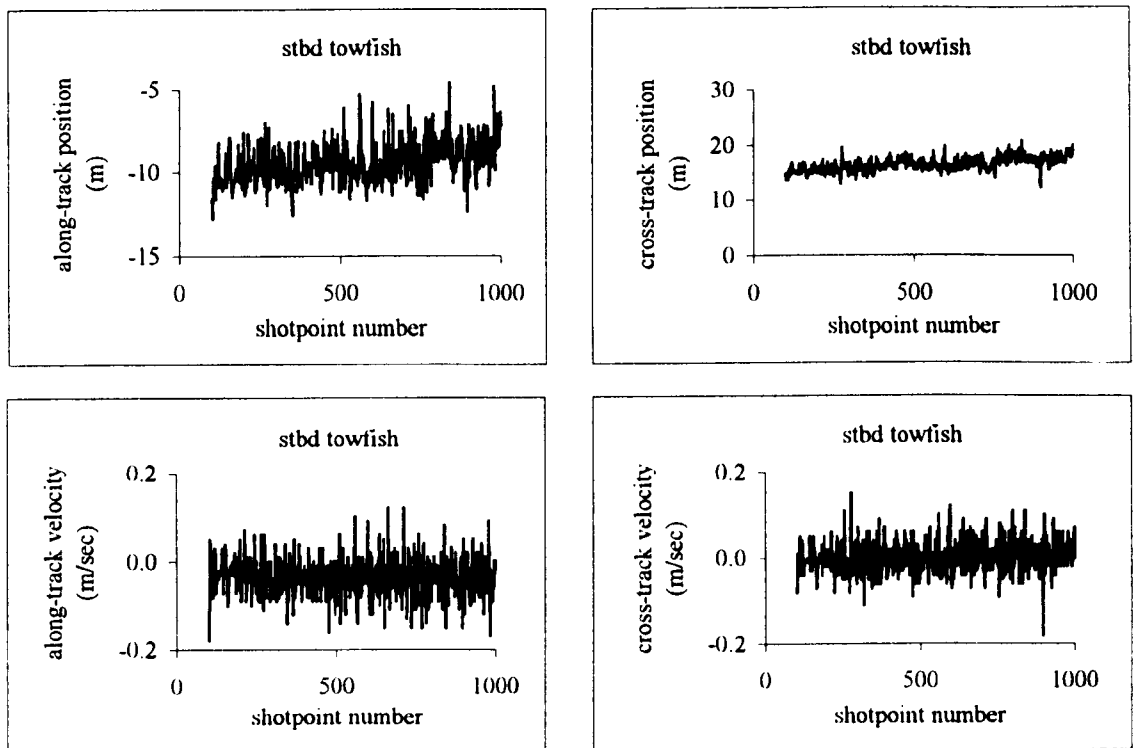 stbd towfish
along-track position
(m)
-5
-10
-15
0
500
1000
shotpoint number
stbd towfish
cross-track position
(m)
30
20
10
0
0
500
1000
shotpoint number
stbd towfish
along-track velocity
(m/sec)
0.2
0.0
-0.2
0
500
1000
shotpoint number
stbd towfish
cross-track velocity
(m/sec)
0.2
0.0
-0.2
0
500
1000
shotpoint number